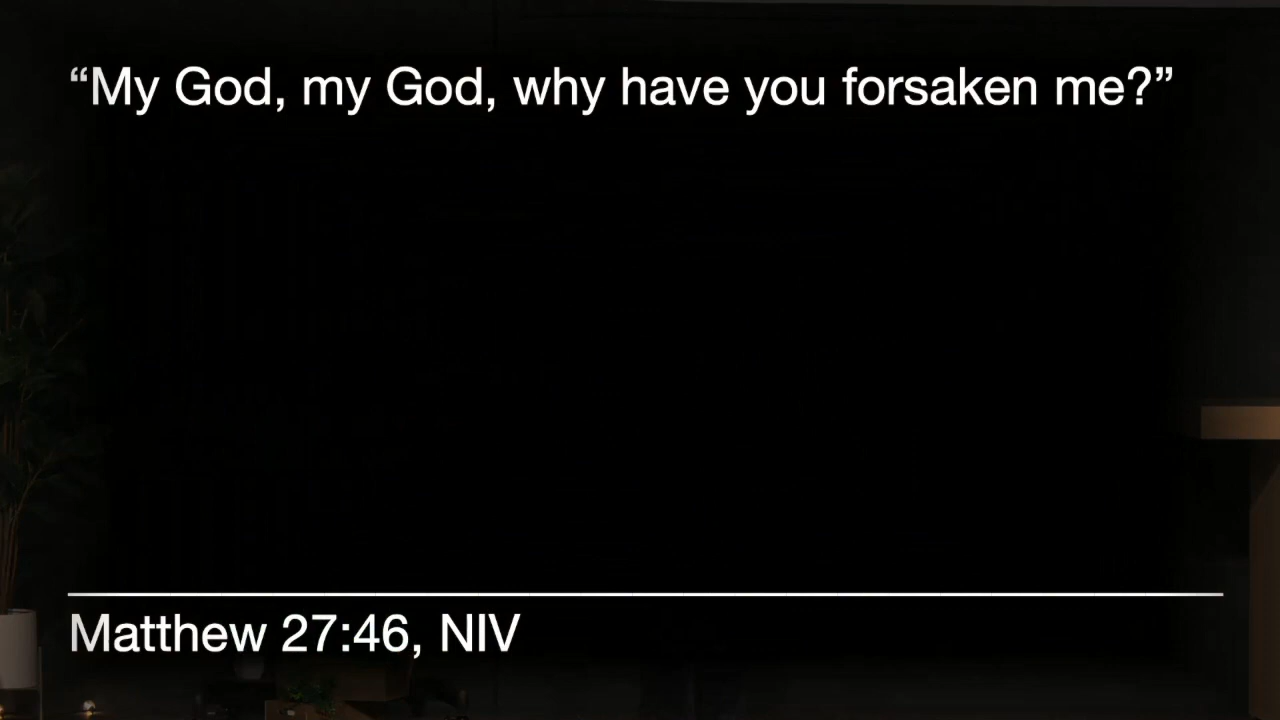 “My God, my God, why have you forsaken me?”
Matthew 27:46, NIV